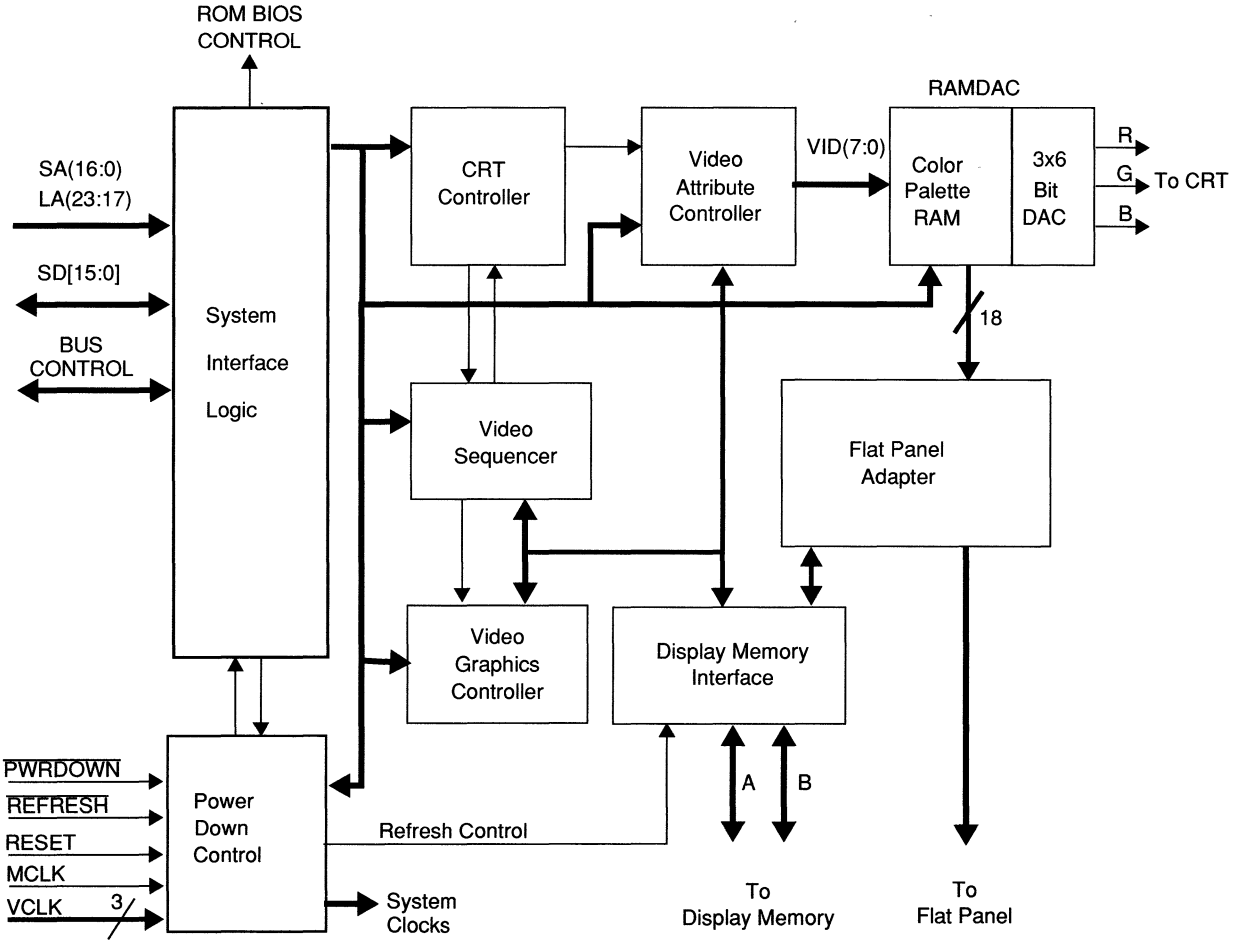 ROM BIOS
CONTROL
RAMDAC
SA(16:0)
LA(23:17)
SD[15:0]
BUS
CONTROL
System
Interface
Logic
CRT
Controller
Video
Attribute
Controller
VID(7:0)
Color
Palette
RAM
3x6
Bit
DAC
R
G
B
To CRT
18
Video
Sequencer
Flat Panel
Adapter
Video
Graphics
Controller
Display Memory
Interface
PWRDOWN
REFRESH
RESET
MCLK
VCLK
3
Power
Down
Control
Refresh Control
System
Clocks
A
B
To
Display Memory
To
Flat Panel